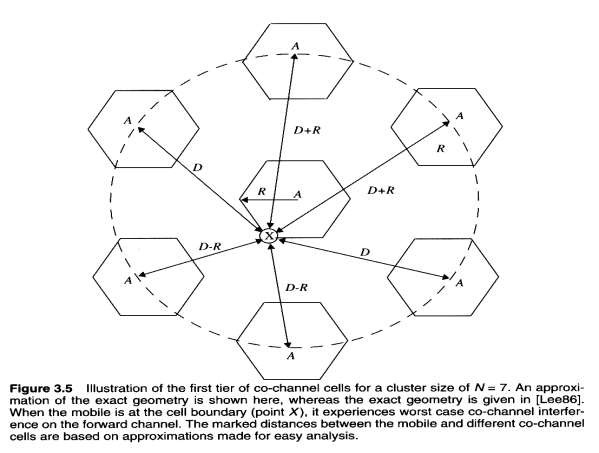 A
A
A
D+R
R
D
D+R
R
A
X
D-R
D
D-R
A
A
A
Figure 3.5 Illustration of the first tier of co-channel cells for a cluster size of N = 7. An approxi-
mation of the exact geometry is shown here, whereas the exact geometry is given in [Lee86].
When the mobile is at the cell boundary (point X), it experiences worst case co-channel interfer-
ence on the forward channel. The marked distances between the mobile and different co-channel
cells are based on approximations made for easy analysis.